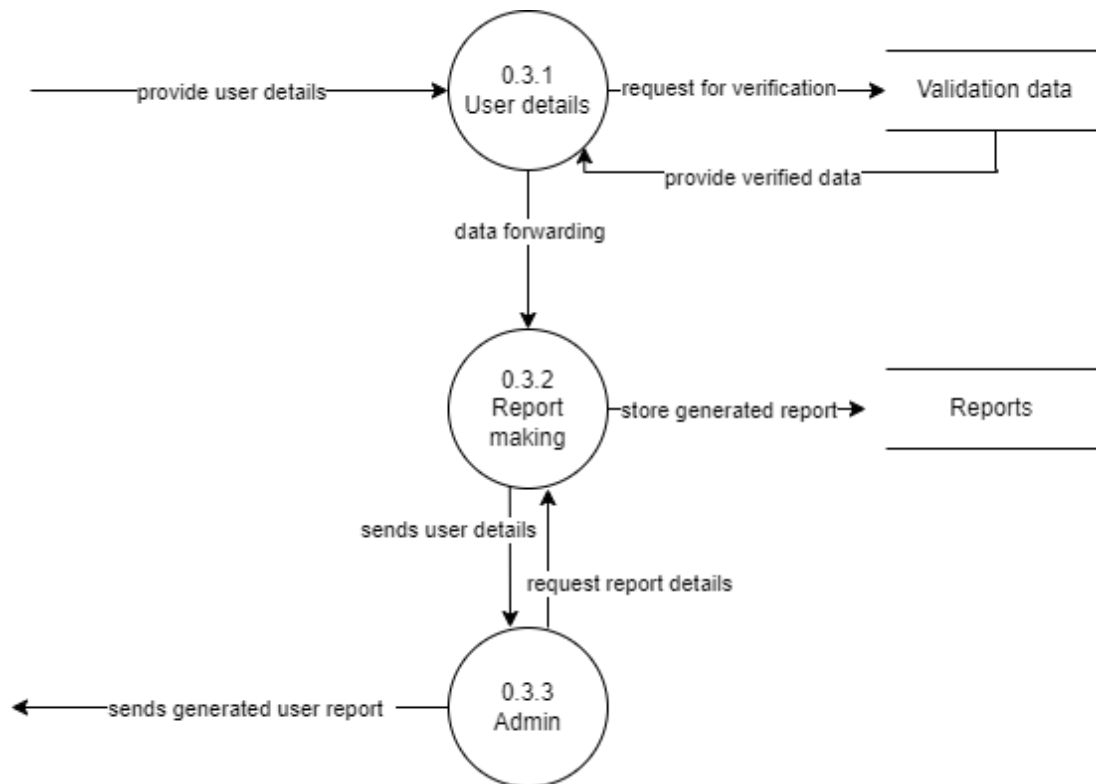 0.3.1
User details
provide user details
request for verification
Validation data
provide verified data
data forwarding
0.3.2
Report
making
store generated report
Reports
sends user details
request report details
0.3.3
Admin
sends generated user report